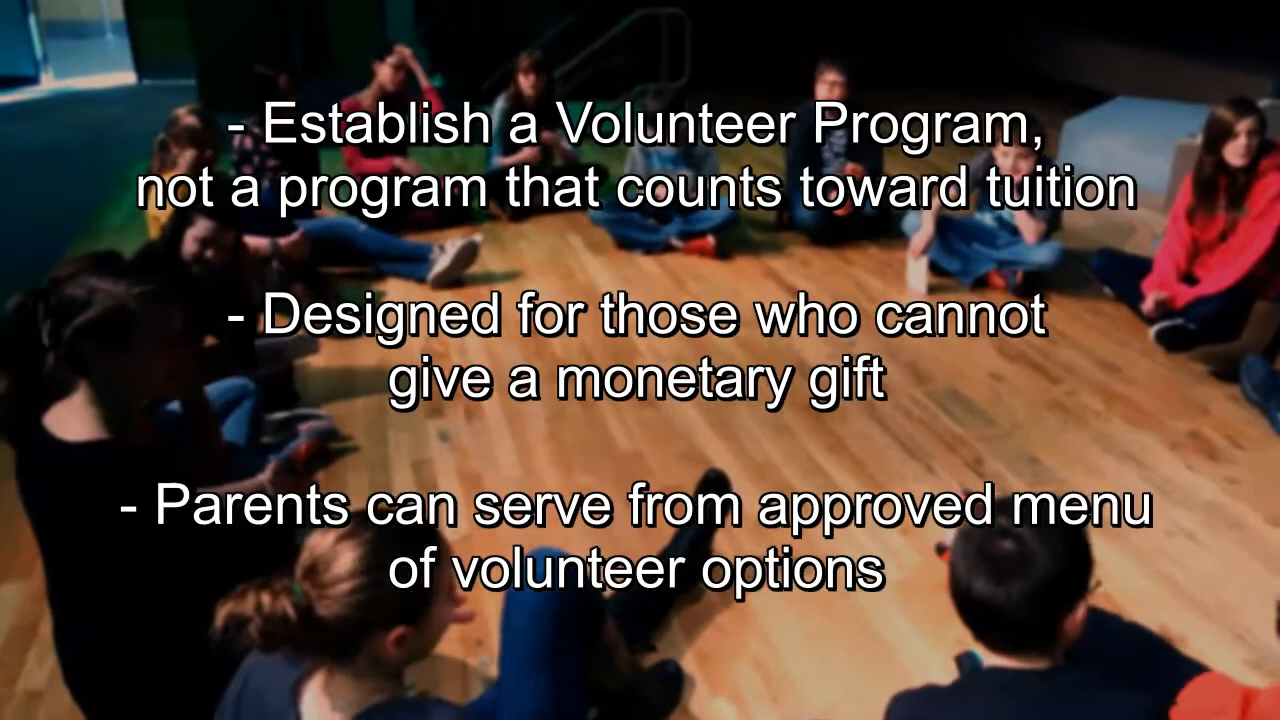 - Establish a Volunteer Program,
not a program that counts toward tuition
- Designed for those who cannot
give a monetary gift
- Parents can serve from approved menu
of volunteer options